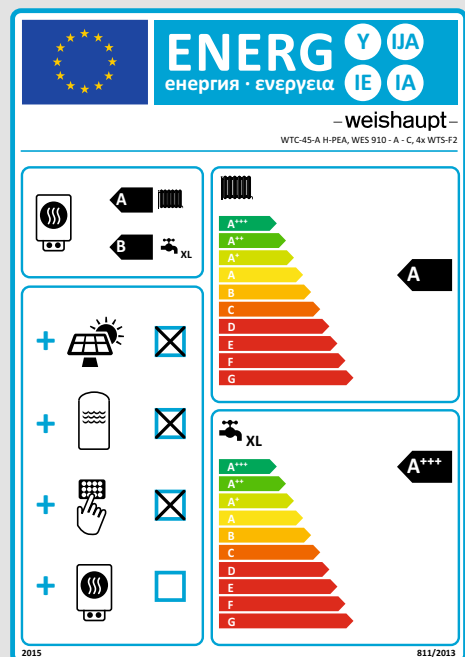 ENERG
Y IJA
IE IA
енергия · ενεργεια
–weishaupt–
WTC-45-A H-PEA, WES 910 - A - C, 4x WTS-F2
A
B
XL
A+++
A++
A+
A
B
C
D
E
F
G
A
+
+
+
+
XL
A+++
A++
A+
A
B
C
D
E
F
G
A+++
2015
811/2013